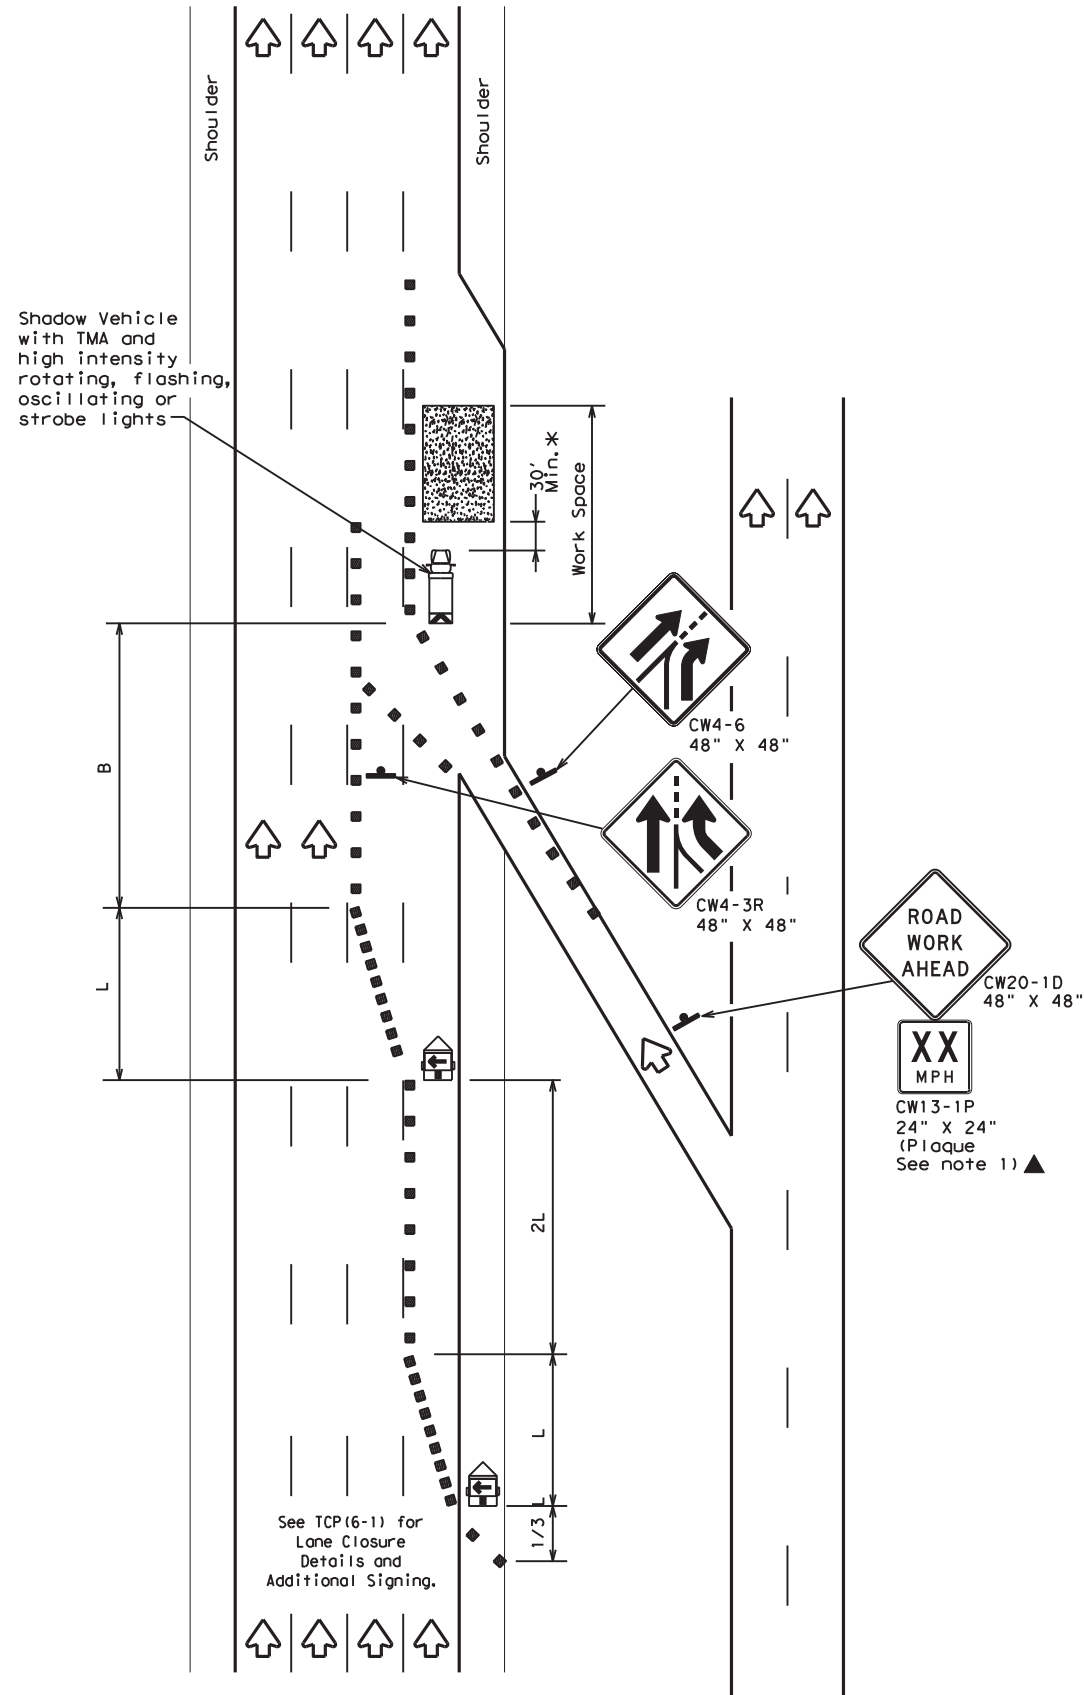 Shoulder
Shoulder
Shadow Vehicle
with TMA and
high intensity
rotating, flashing,
oscillating or
strobe lights
30'
Min.*
Work Space
CW4-6
48" X 48"
B
CW4-3R
48" X 48"
ROAD
WORK
AHEAD
CW20-1D
48" X 48"
L
XX
MPH
CW13-1P
24" X 24"
(Plaque
See note 1)▲
2L
L
1/3 L
See TCP(6-1) for
Lane Closure
Details and
Additional Signing.